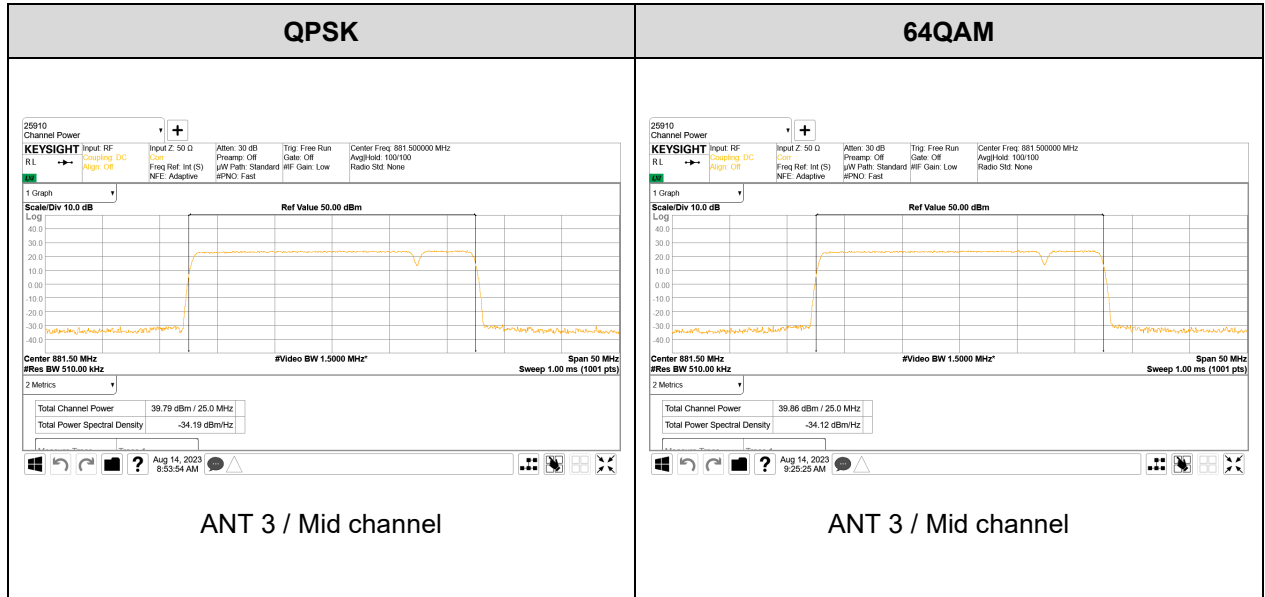 QPSK
64QAM
25910
Channel Power
+
KEYSIGHT Input: RF Input Z: 50 Ω Atten: 30 dB Trig: Free Run Center Freq: 881.500000 MHz
Coupling: DC Corr Preamp: Off Gate: Off Avg|Hold: 100/100
R L Align: Off Freq Ref: Int (S) µW Path: Standard #IF Gain: Low Radio Std: None
NFE: Adaptive #PNO: Fast
1 Graph
Scale/Div 10.0 dB Ref Value 50.00 dBm
Log
40.0
30.0
20.0
10.0
0.00
-10.0
-20.0
-30.0
-40.0
Center 881.50 MHz #Video BW 1.5000 MHz* Span 50 MHz
#Res BW 510.00 kHz Sweep 1.00 ms (1001 pts)
2 Metrics
Total Channel Power 39.79 dBm / 25.0 MHz
Total Power Spectral Density -34.19 dBm/Hz
? Aug 14, 2023
8:53:54 AM
ANT 3 / Mid channel
25910
Channel Power
+
KEYSIGHT Input: RF Input Z: 50 Ω Atten: 30 dB Trig: Free Run Center Freq: 881.500000 MHz
Coupling: DC Corr Preamp: Off Gate: Off Avg|Hold: 100/100
R L Align: Off Freq Ref: Int (S) µW Path: Standard #IF Gain: Low Radio Std: None
NFE: Adaptive #PNO: Fast
1 Graph
Scale/Div 10.0 dB Ref Value 50.00 dBm
Log
40.0
30.0
20.0
10.0
0.00
-10.0
-20.0
-30.0
-40.0
Center 881.50 MHz #Video BW 1.5000 MHz* Span 50 MHz
#Res BW 510.00 kHz Sweep 1.00 ms (1001 pts)
2 Metrics
Total Channel Power 39.86 dBm / 25.0 MHz
Total Power Spectral Density -34.12 dBm/Hz
? Aug 14, 2023
9:25:25 AM
ANT 3 / Mid channel